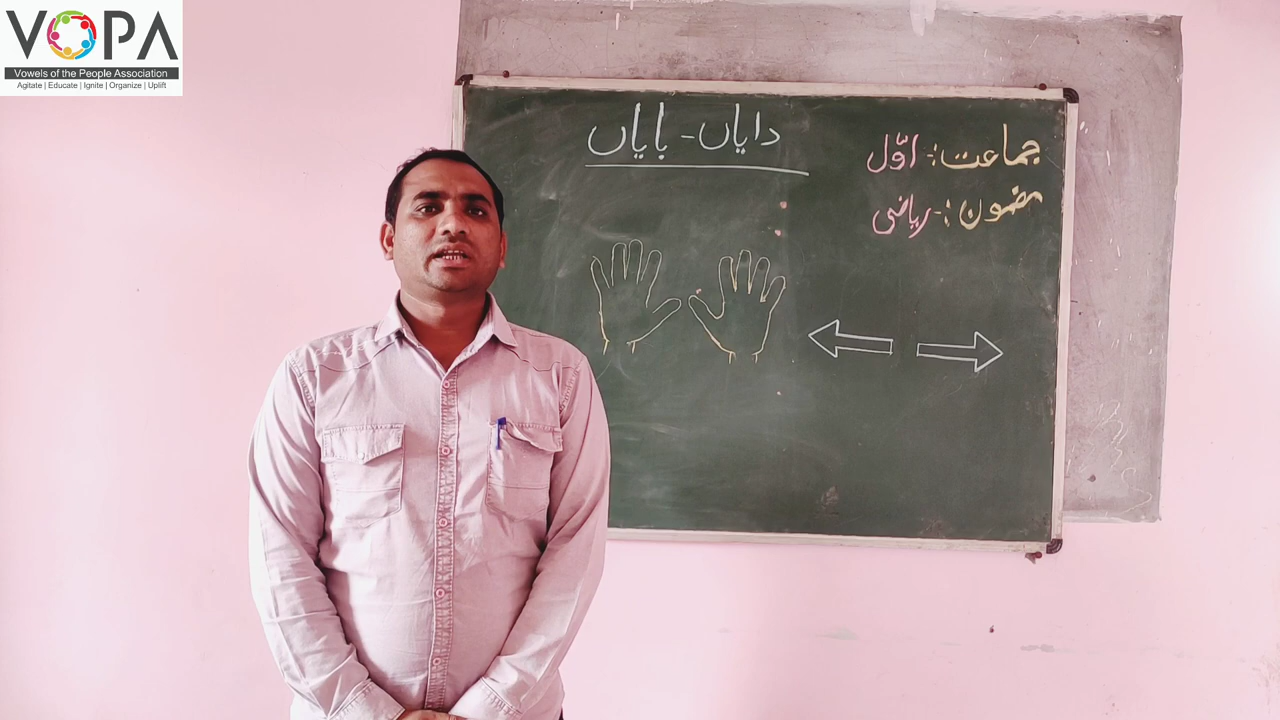 VOPA
Vowels of the People Association
Agitate | Educate | Ignite | Organize | Uplift
دایاں - بایاں
جماعت :- اوّل
مضمون :- ریاضی